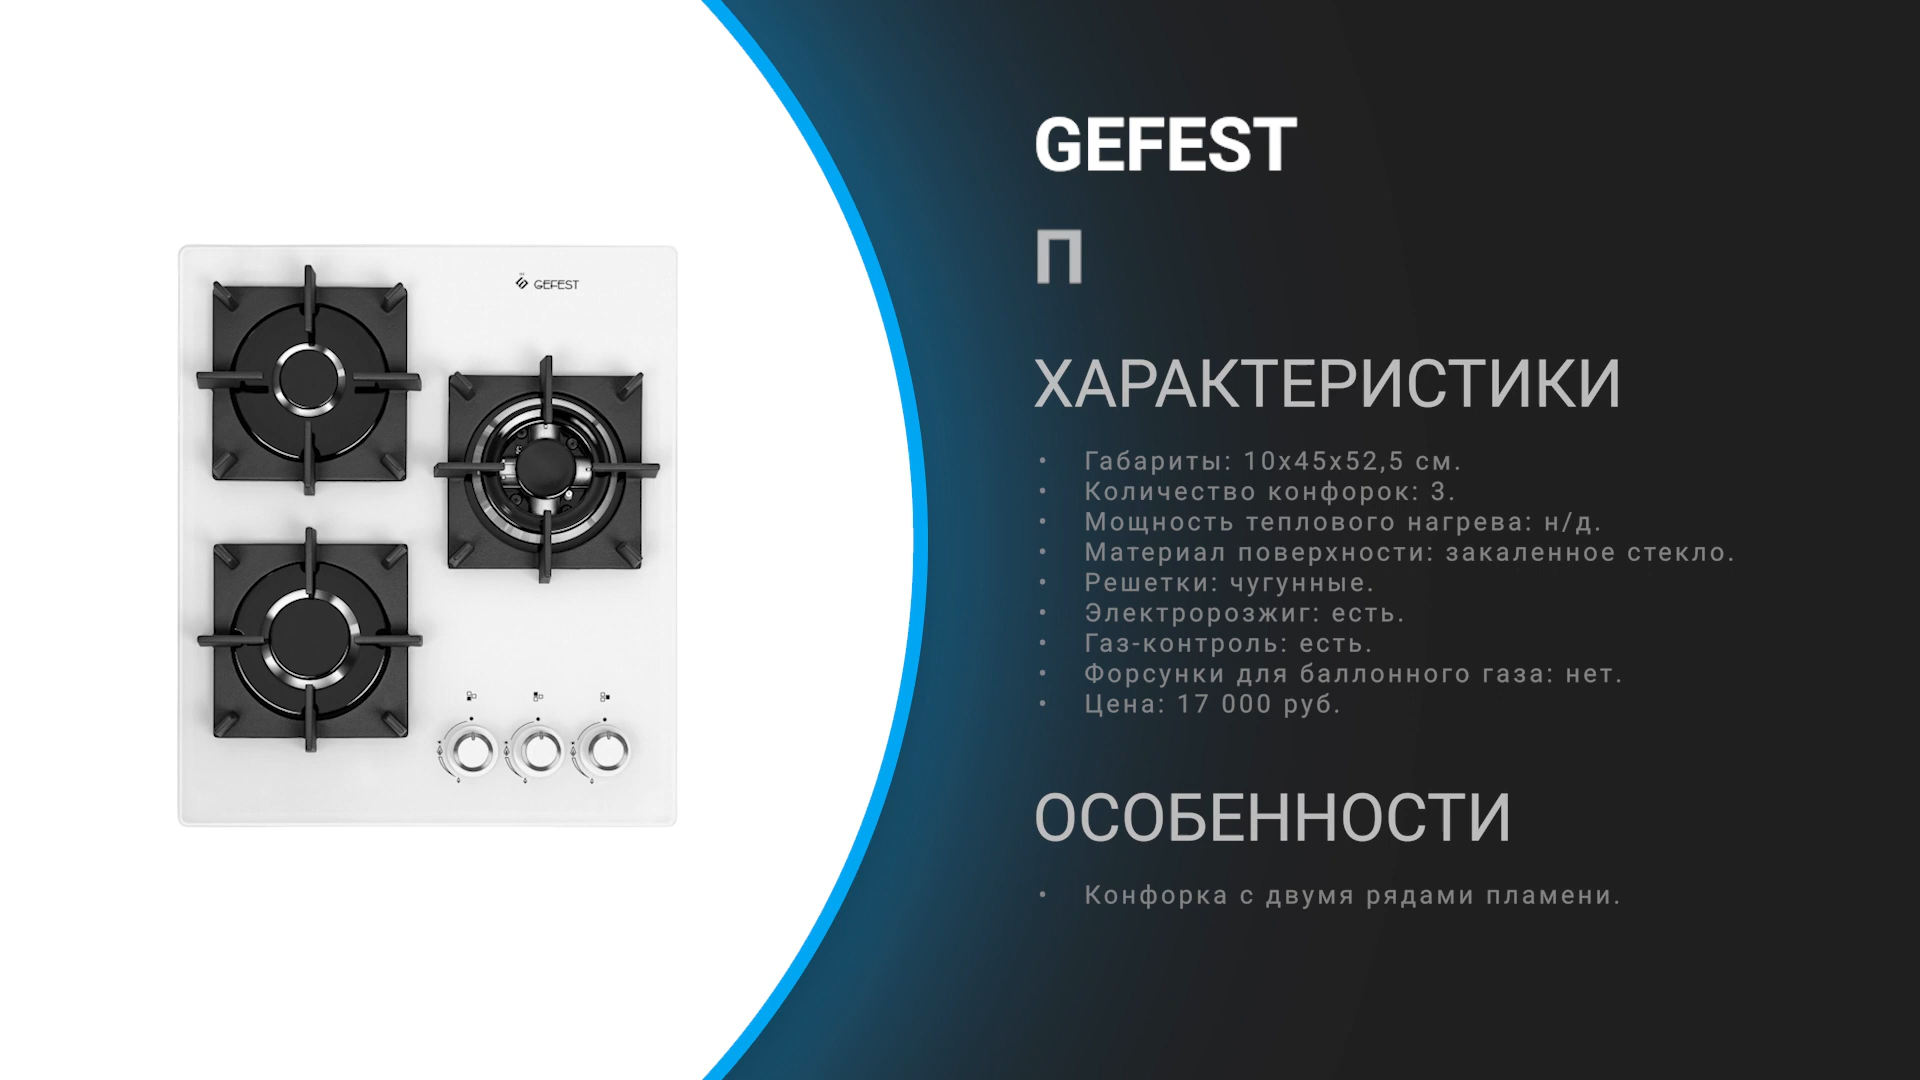 GEFEST
GEFEST
П
ХАРАКТЕРИСТИКИ
• Габариты: 10x45x52,5 см.
• Количество конфорок: 3.
• Мощность теплового нагрева: н/д.
• Материал поверхности: закаленное стекло.
• Решетки: чугунные.
• Электророзжиг: есть.
• Газ-контроль: есть.
• Форсунки для баллонного газа: нет.
• Цена: 17 000 руб.
ОСОБЕННОСТИ
• Конфорка с двумя рядами пламени.